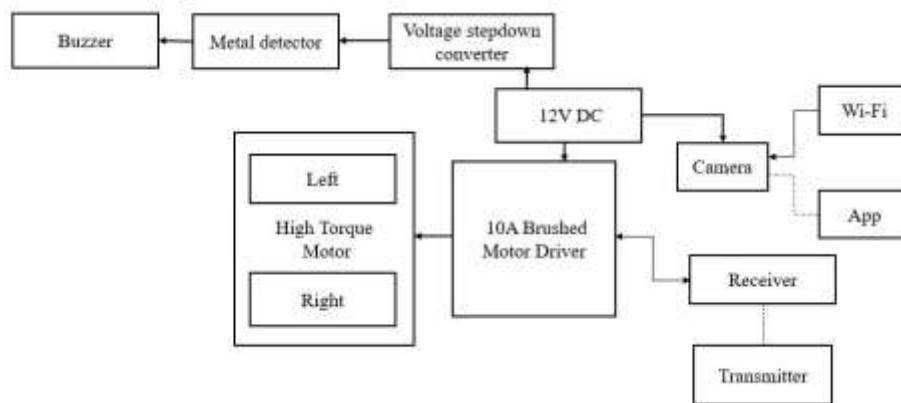 Buzzer
Metal detector
Voltage stepdown
converter
12V DC
Wi-Fi
Camera
App
Left
High Torque
Motor
Right
10A Brushed
Motor Driver
Receiver
Transmitter